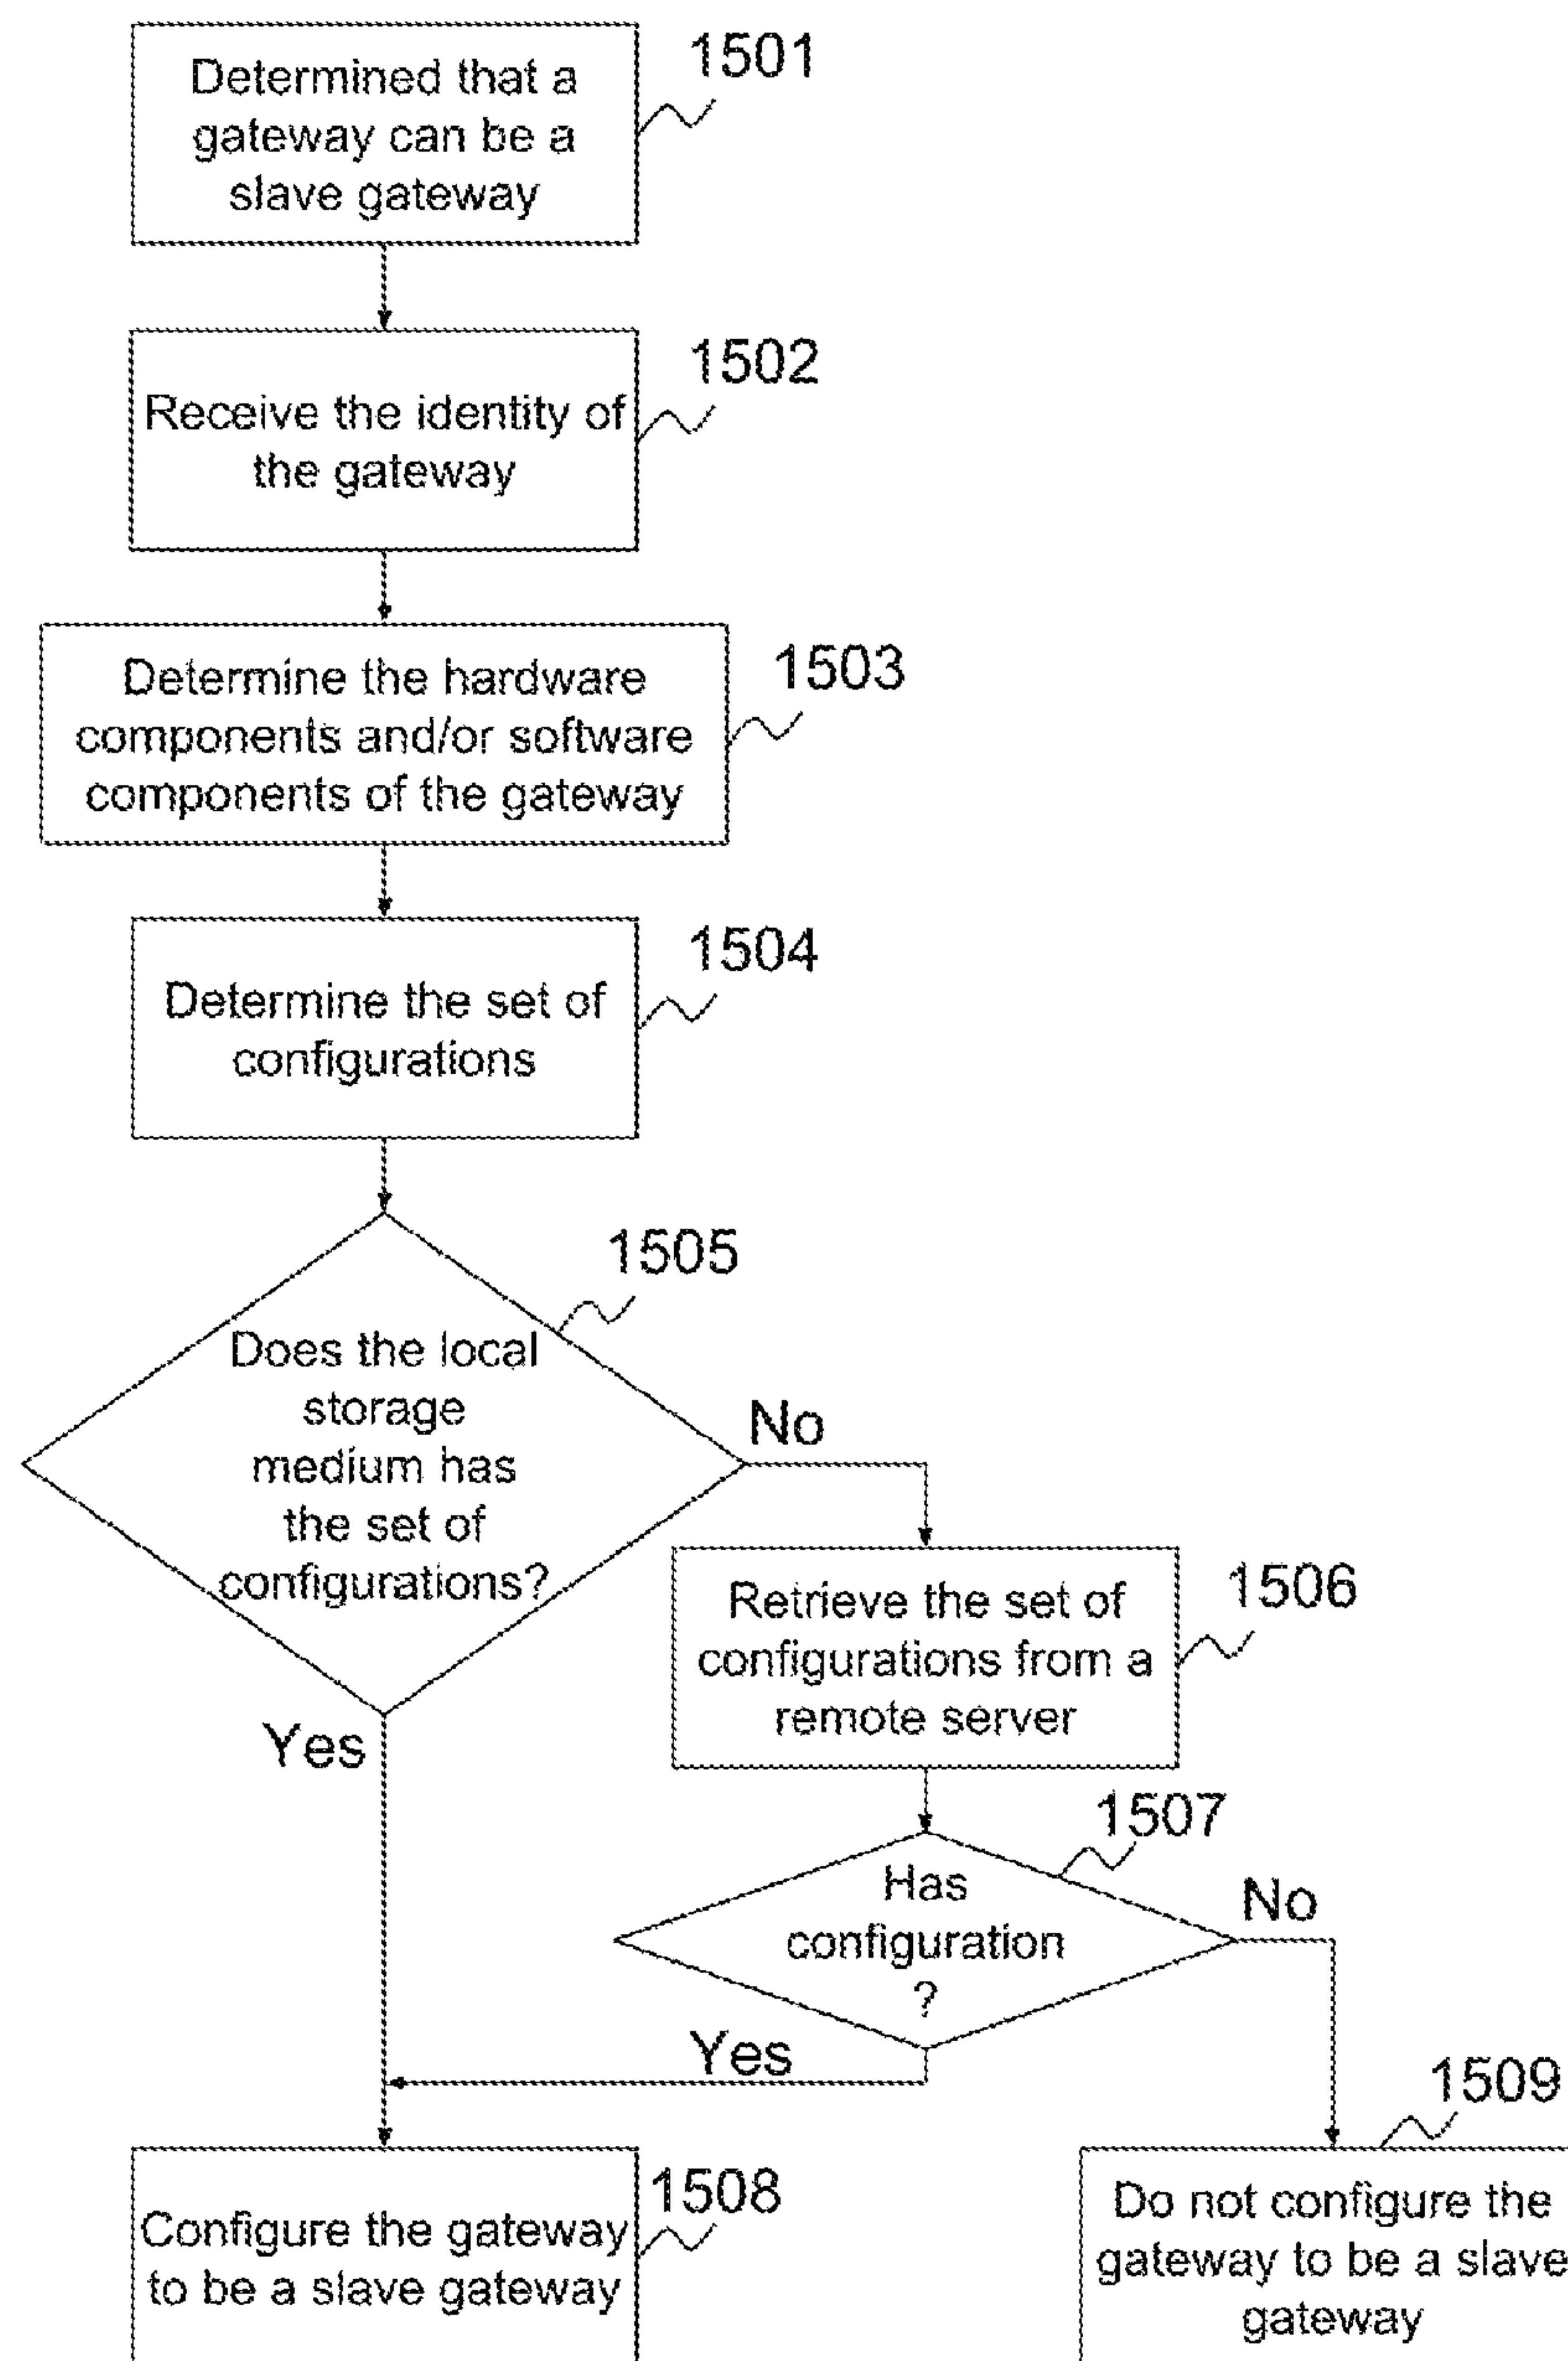 1501
Determined that a
gateway can be a
slave gateway
1502
Receive the identity of
the gateway
1503
Determine the hardware
components and/or software
components of the gateway
1504
Determine the set of
configurations
1505
Does the local
storage
medium has
the set of
configurations?
No
Yes
1506
Retrieve the set of
configurations from a
remote server
1507
Has
configuration
?
No
Yes
1508
Configure the gateway
to be a slave gateway
1509
Do not configure the
gateway to be a slave
gateway